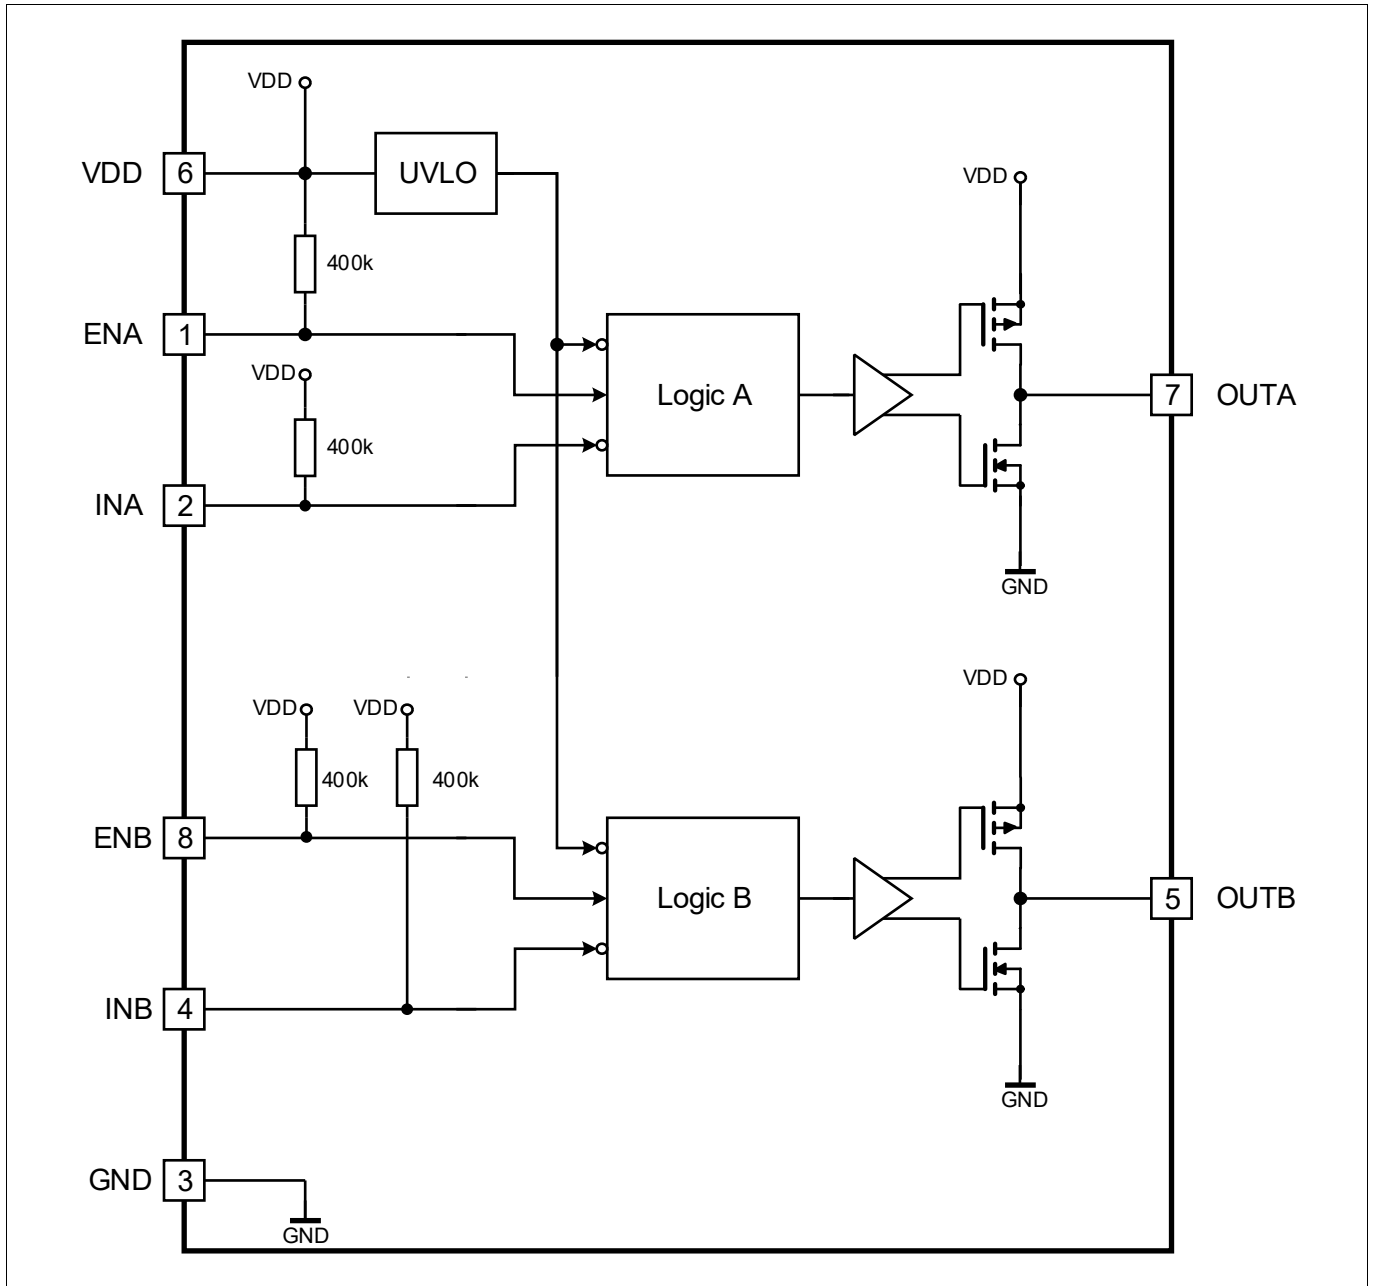 VDD
VDD 6 UVLO
VDD
400k
ENA 1
VDD
Logic A
7 OUTA
400k
INA 2
GND
VDD
VDD VDD
400k 400k
ENB 8
Logic B
5 OUTB
INB 4
GND
GND 3
GND